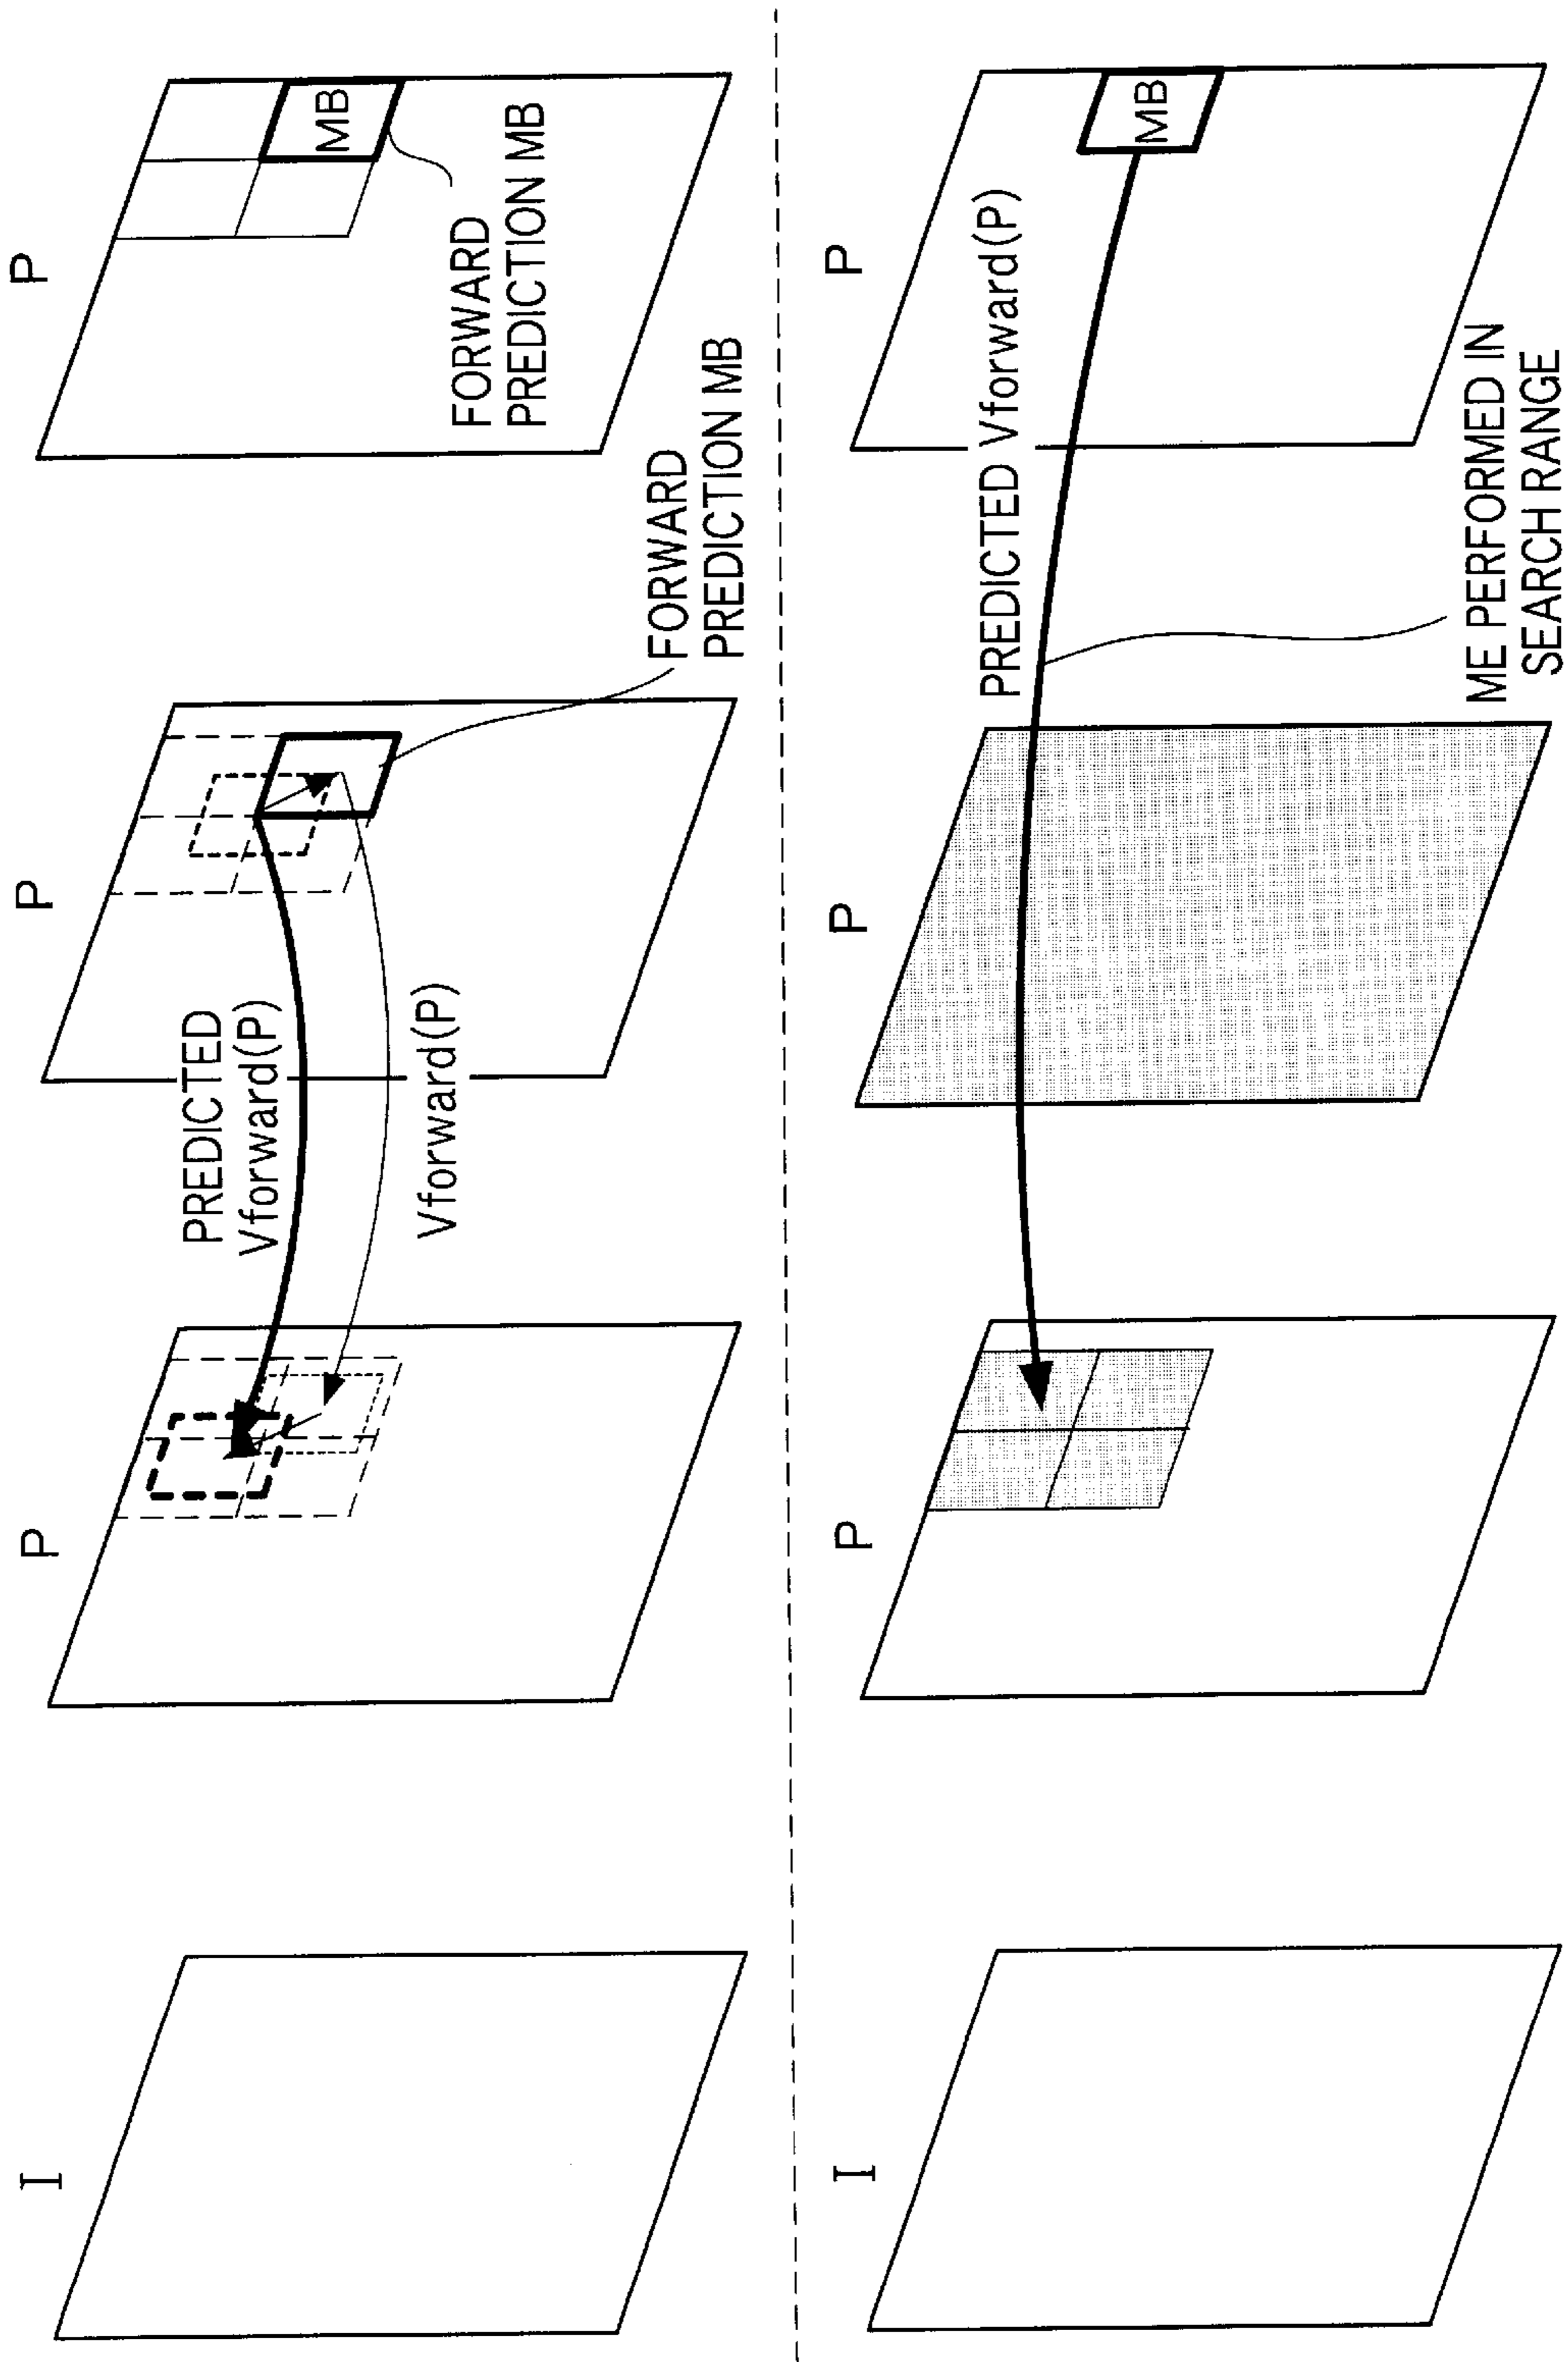 I
P
P
P
PREDICTED
Vforward(P)
Vforward(P)
FORWARD
PREDICTION MB
MB
FORWARD
PREDICTION MB
I
P
P
P
PREDICTED Vforward(P)
MB
ME PERFORMED IN
SEARCH RANGE